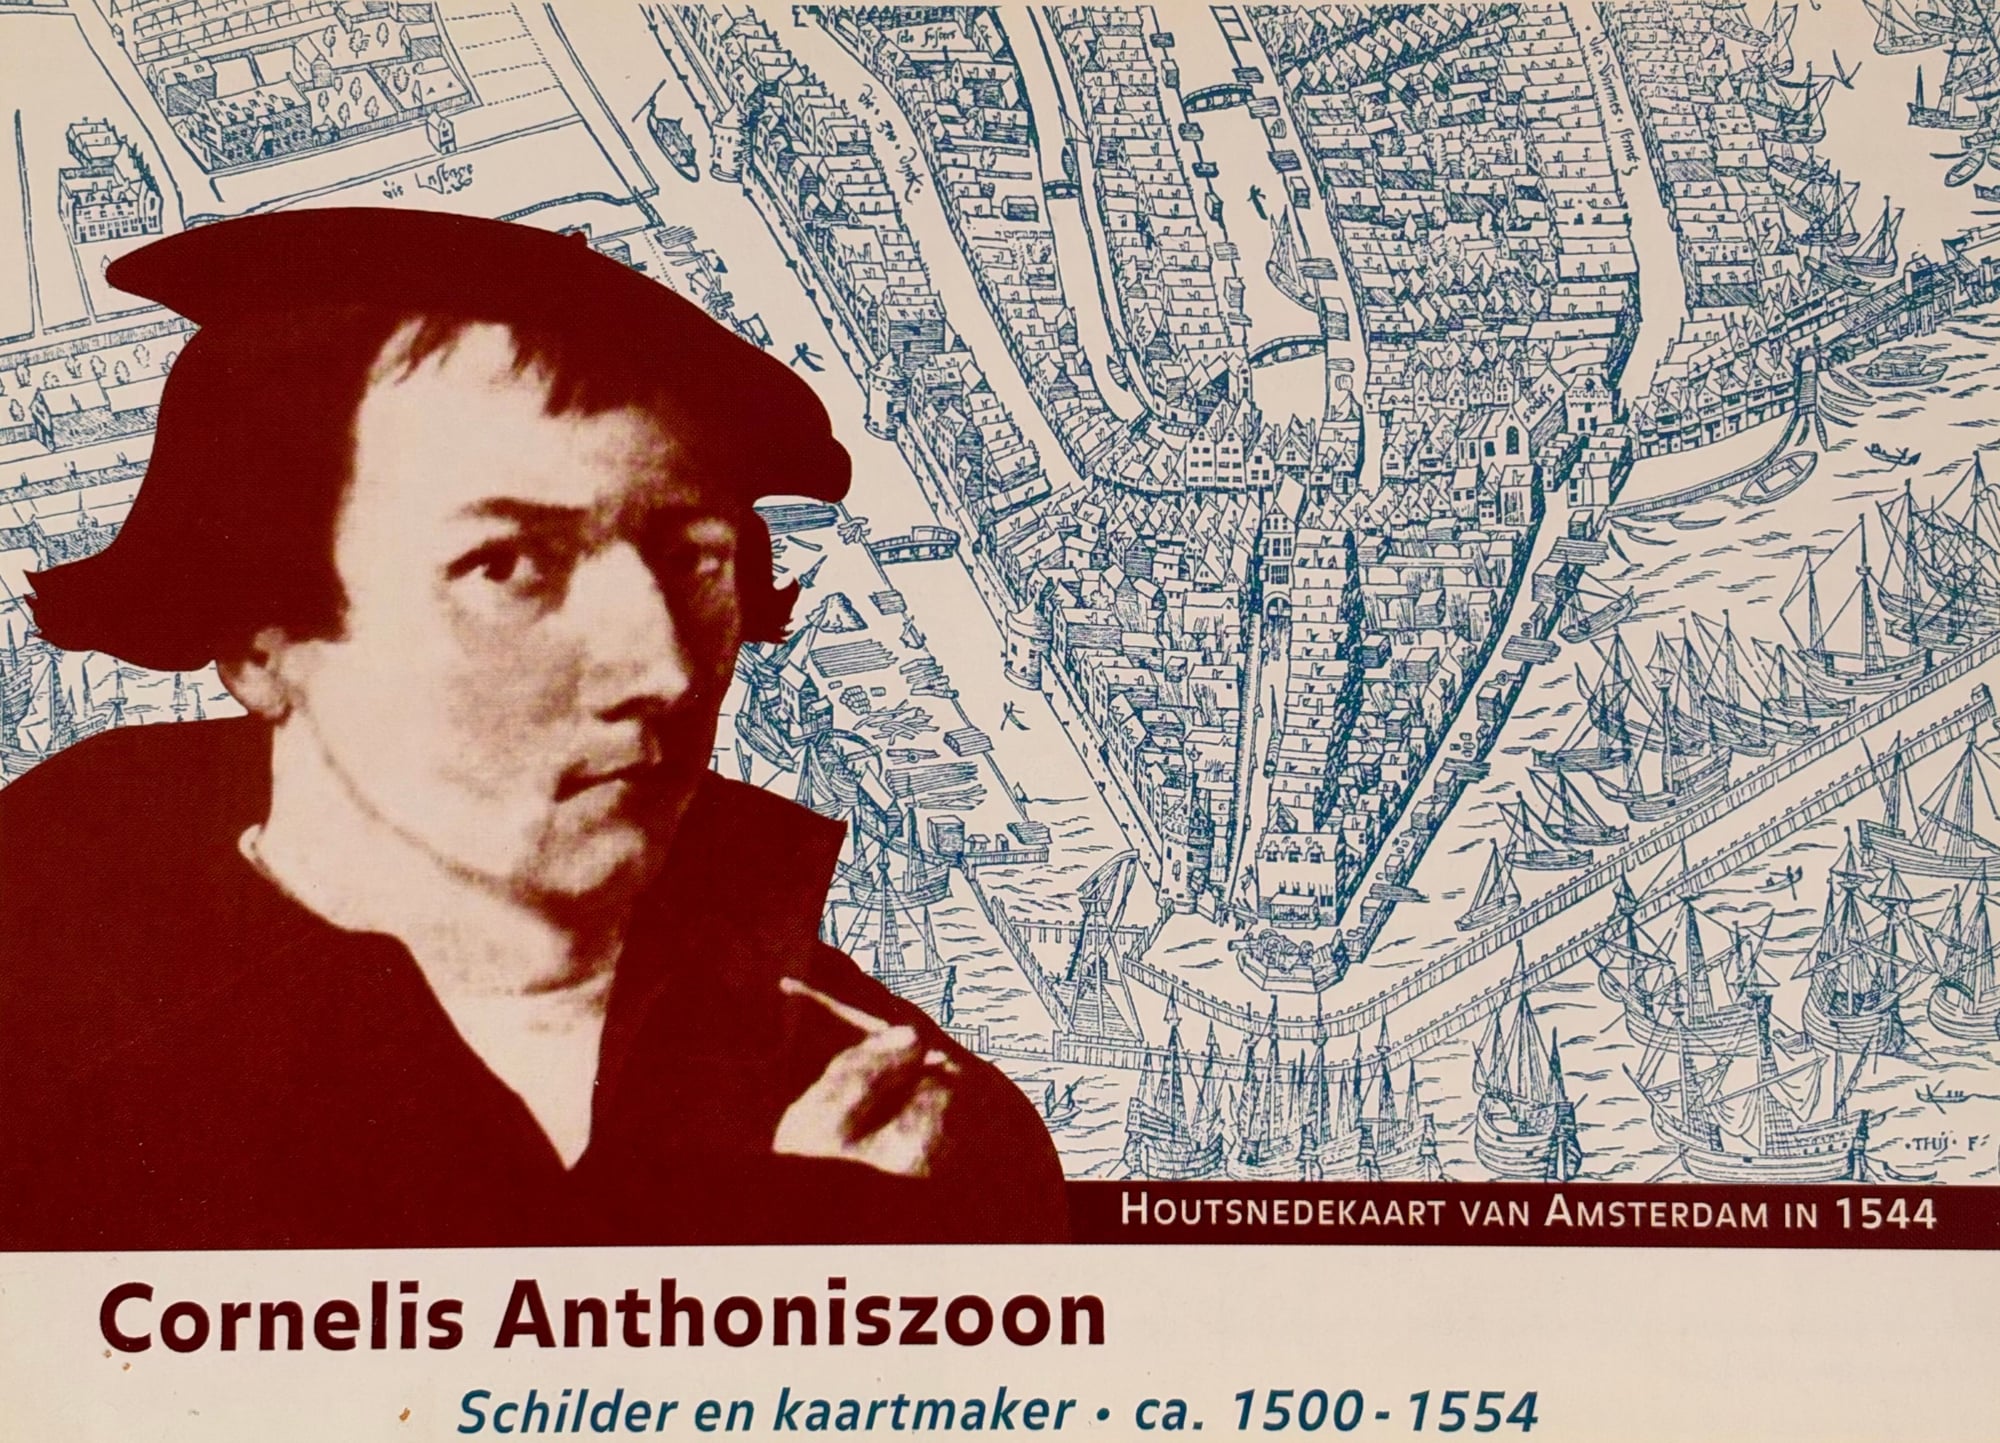 HOUTSNEDEKAART VAN AMSTERDAM IN 1544
Cornelis Anthoniszoon
Schilder en kaartmaker • ca. 1500 - 1554